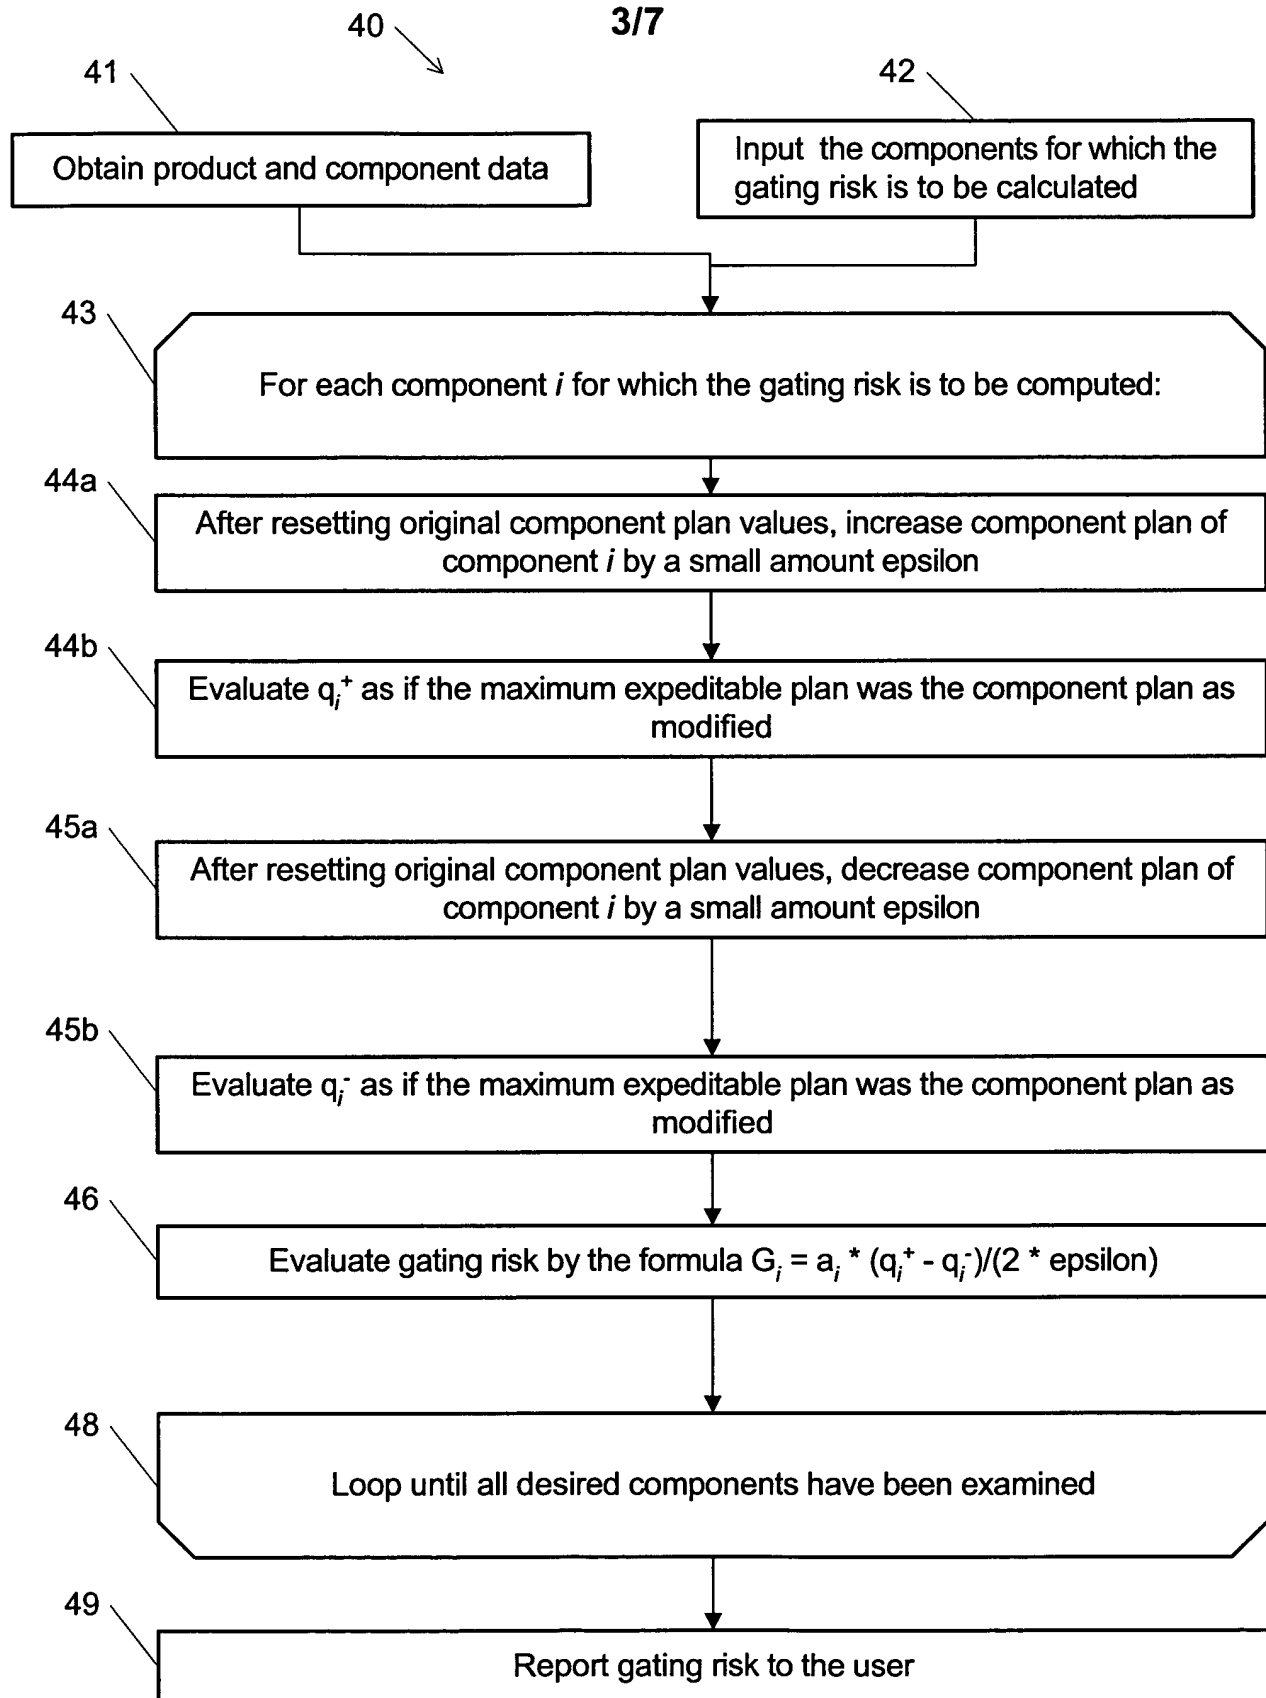 3/7
40
41
42
Obtain product and component data
Input the components for which the
gating risk is to be calculated
43
For each component i for which the gating risk is to be computed:
44a
After resetting original component plan values, increase component plan of
component i by a small amount epsilon
44b
Evaluate qᵢ⁺ as if the maximum expeditable plan was the component plan as
modified
45a
After resetting original component plan values, decrease component plan of
component i by a small amount epsilon
45b
Evaluate qᵢ⁻ as if the maximum expeditable plan was the component plan as
modified
46
Evaluate gating risk by the formula Gᵢ = aᵢ * (qᵢ⁺ - qᵢ⁻)/(2 * epsilon)
48
Loop until all desired components have been examined
49
Report gating risk to the user